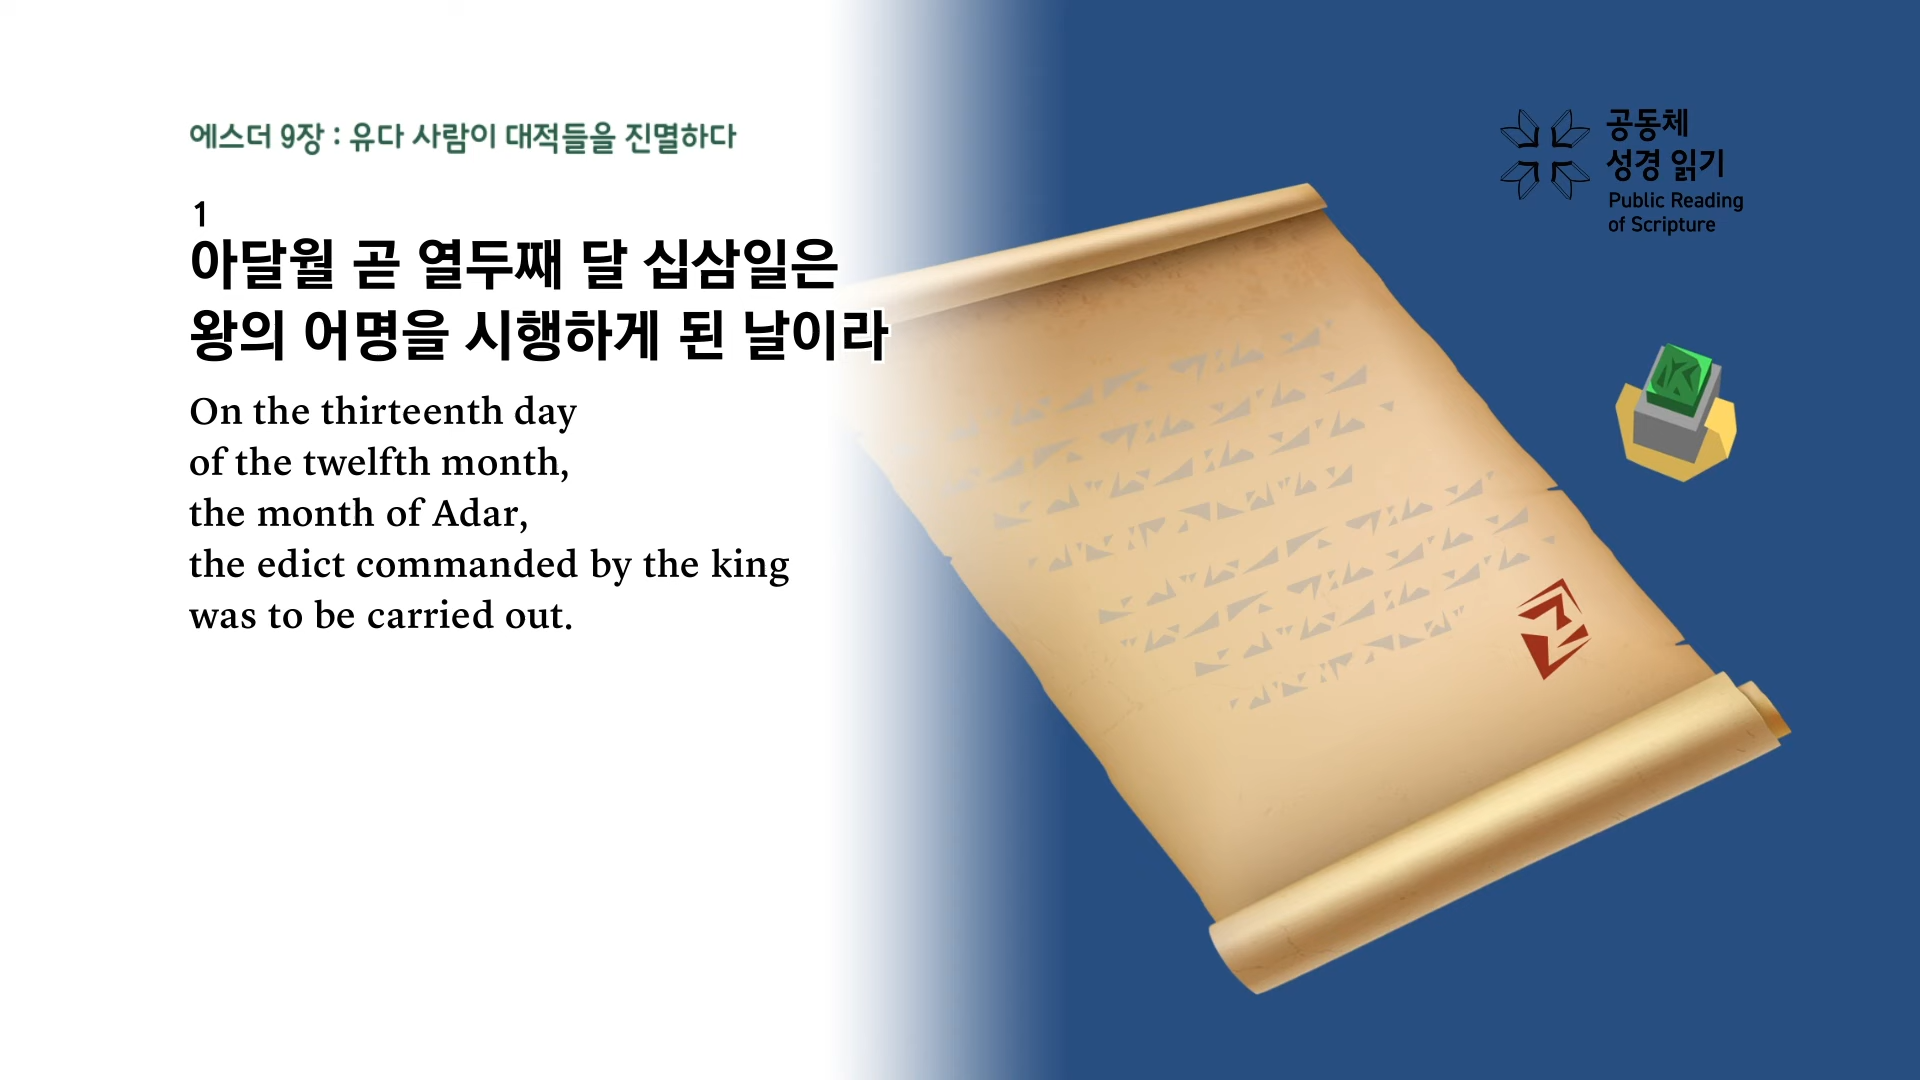 에스더 9장 : 유다 사람이 대적들을 진멸하다
1
아달월 곧 열두째 달 십삼일은
왕의 어명을 시행하게 된 날이라
On the thirteenth day
of the twelfth month,
the month of Adar,
the edict commanded by the king
was to be carried out.
공동체
성경 읽기
Public Reading
of Scripture